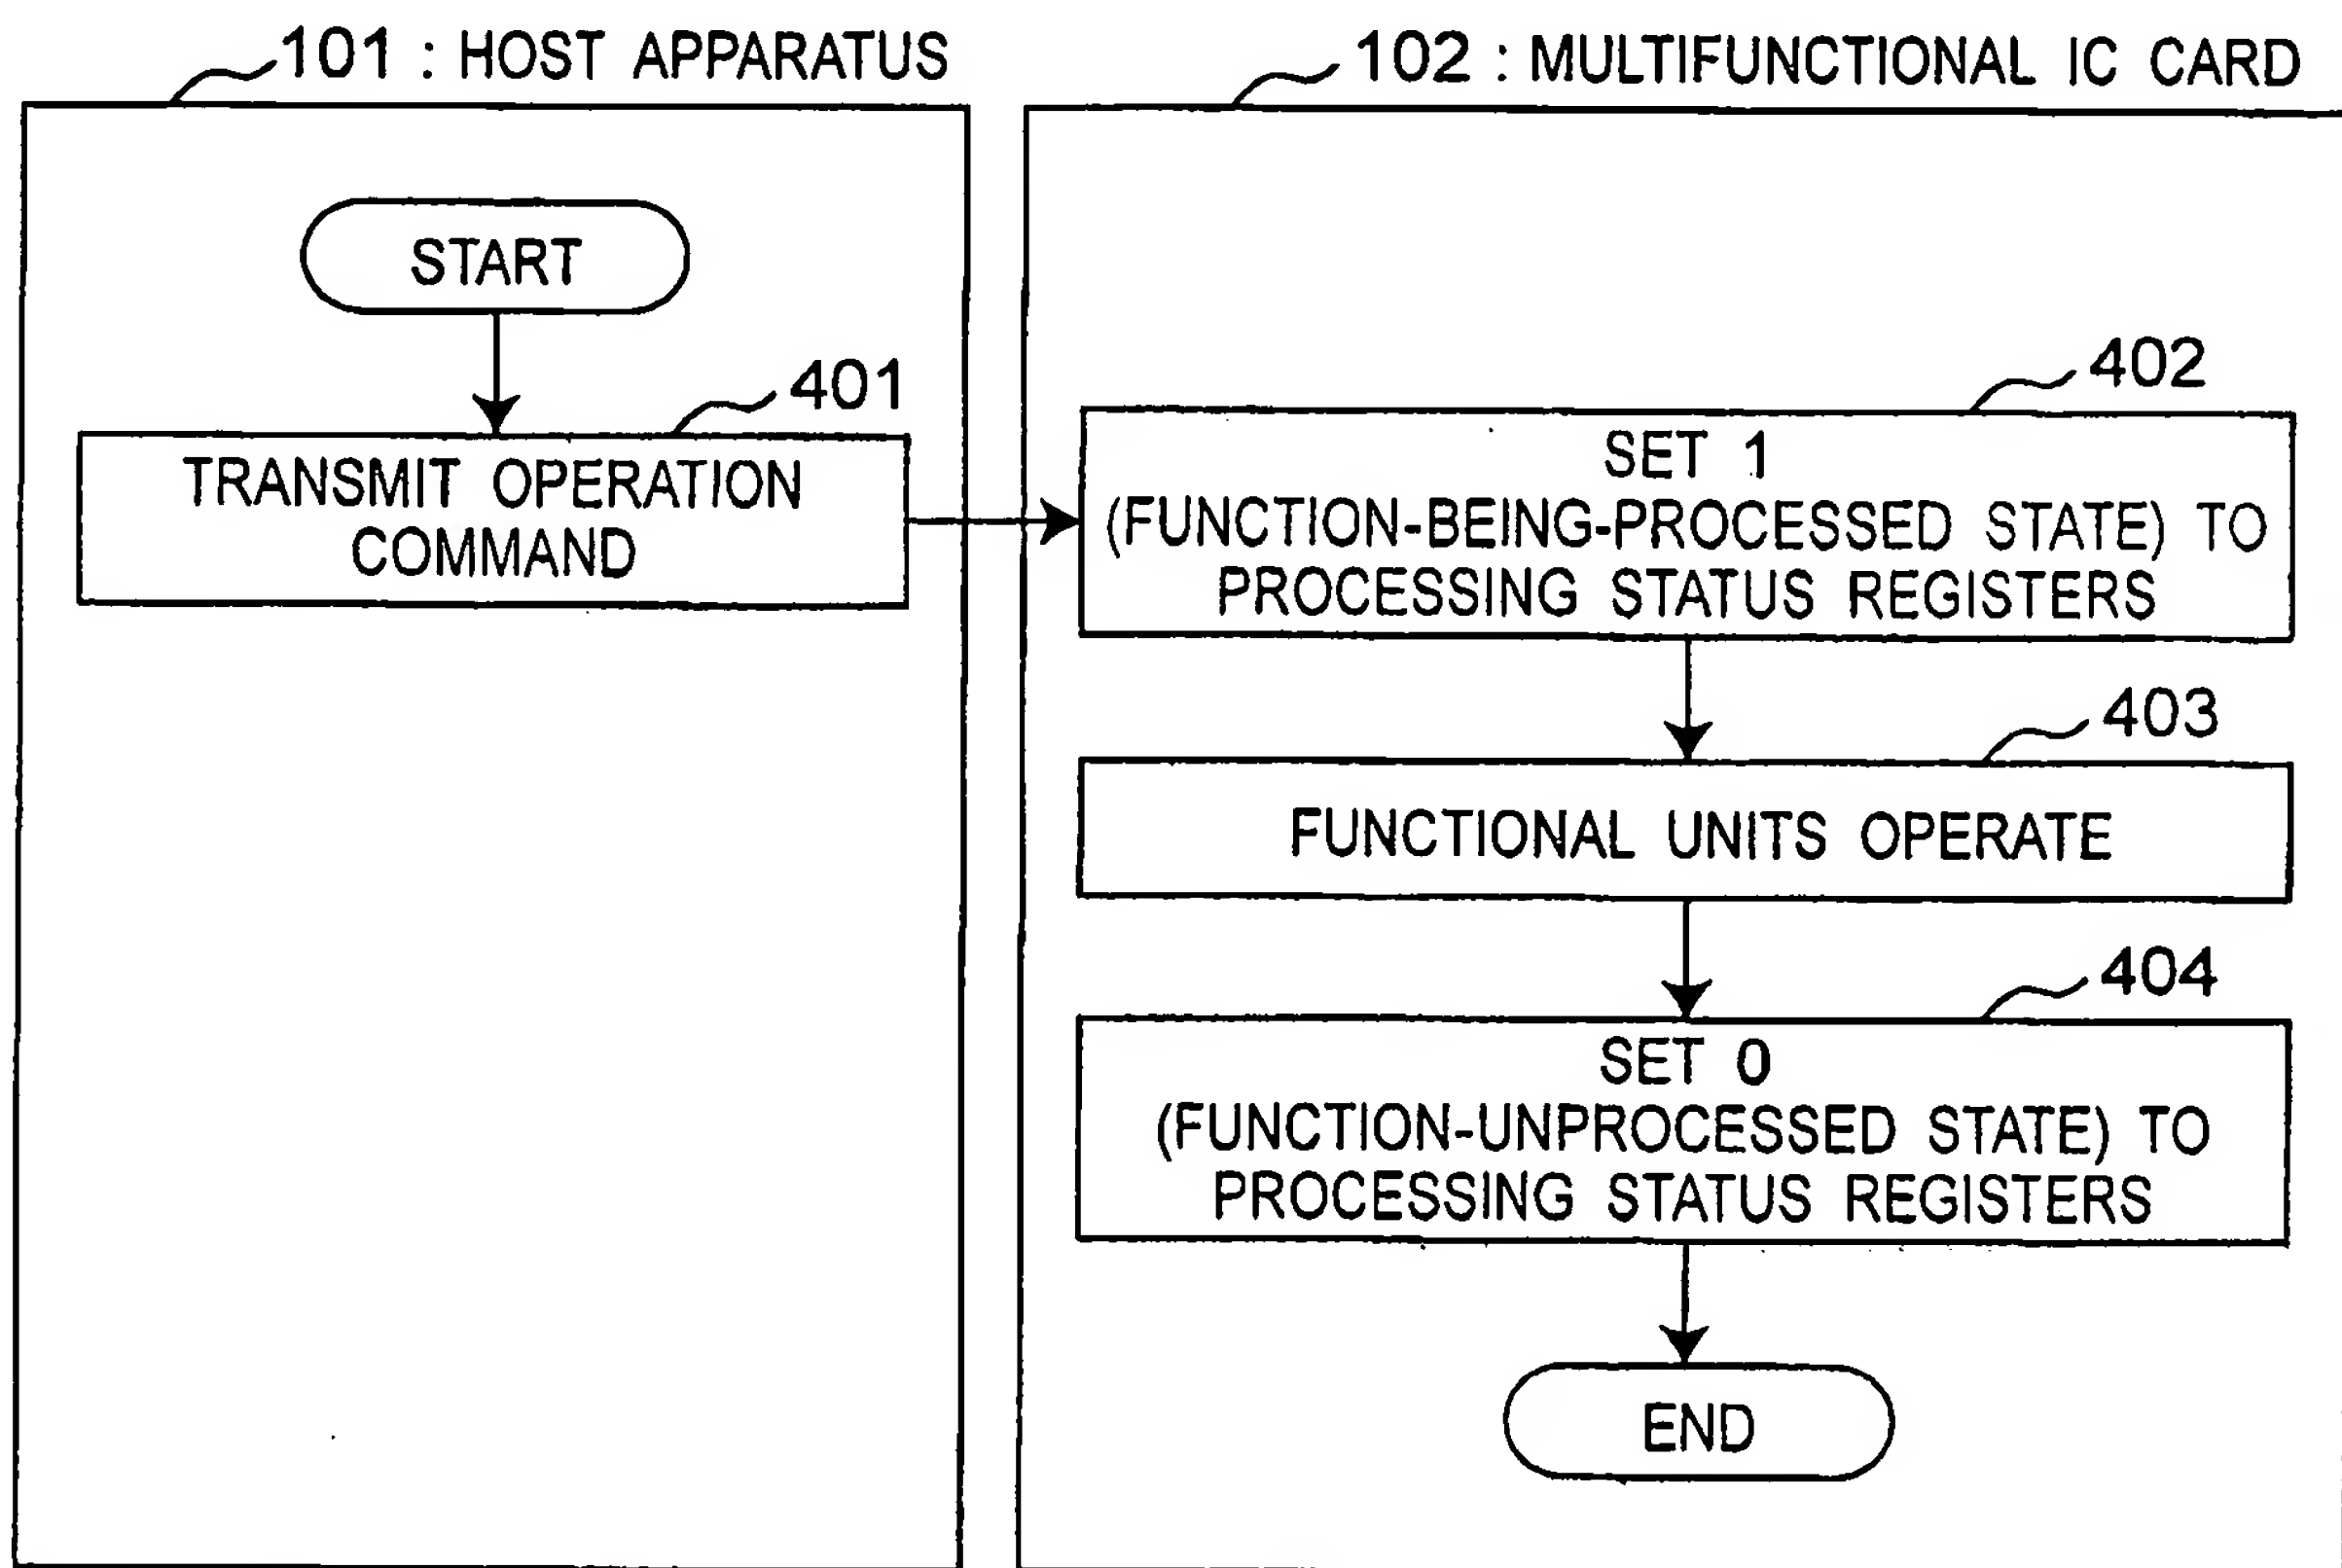 101 : HOST APPARATUS
START
401
TRANSMIT OPERATION
COMMAND
102 : MULTIFUNCTIONAL IC CARD
402
SET 1
(FUNCTION-BEING-PROCESSED STATE) TO
PROCESSING STATUS REGISTERS
403
FUNCTIONAL UNITS OPERATE
404
SET 0
(FUNCTION-UNPROCESSED STATE) TO
PROCESSING STATUS REGISTERS
END